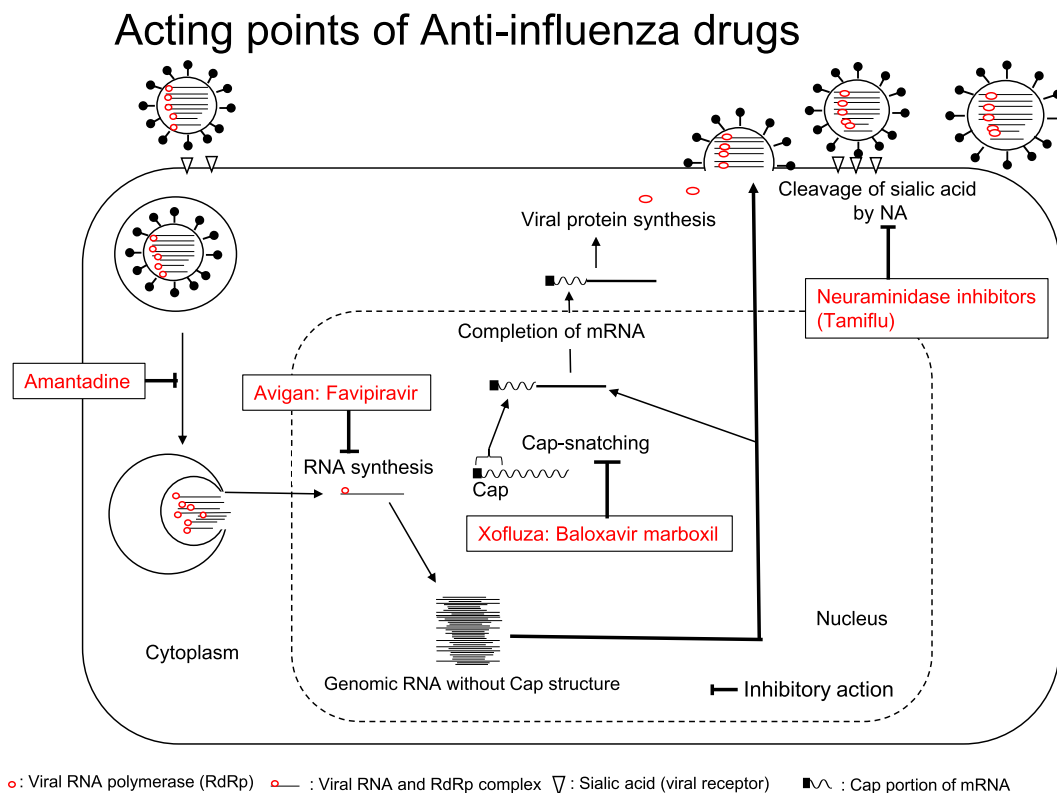 Acting points of Anti-influenza drugs
Cleavage of sialic acid
by NA
Viral protein synthesis
Neuraminidase inhibitors
(Tamiflu)
Completion of mRNA
Amantadine
Avigan: Favipiravir
Cap-snatching
RNA synthesis
Cap
Xofluza: Baloxavir marboxil
Nucleus
Cytoplasm
Genomic RNA without Cap structure
Inhibitory action
: Viral RNA polymerase (RdRp)
: Viral RNA and RdRp complex
: Sialic acid (viral receptor)
: Cap portion of mRNA